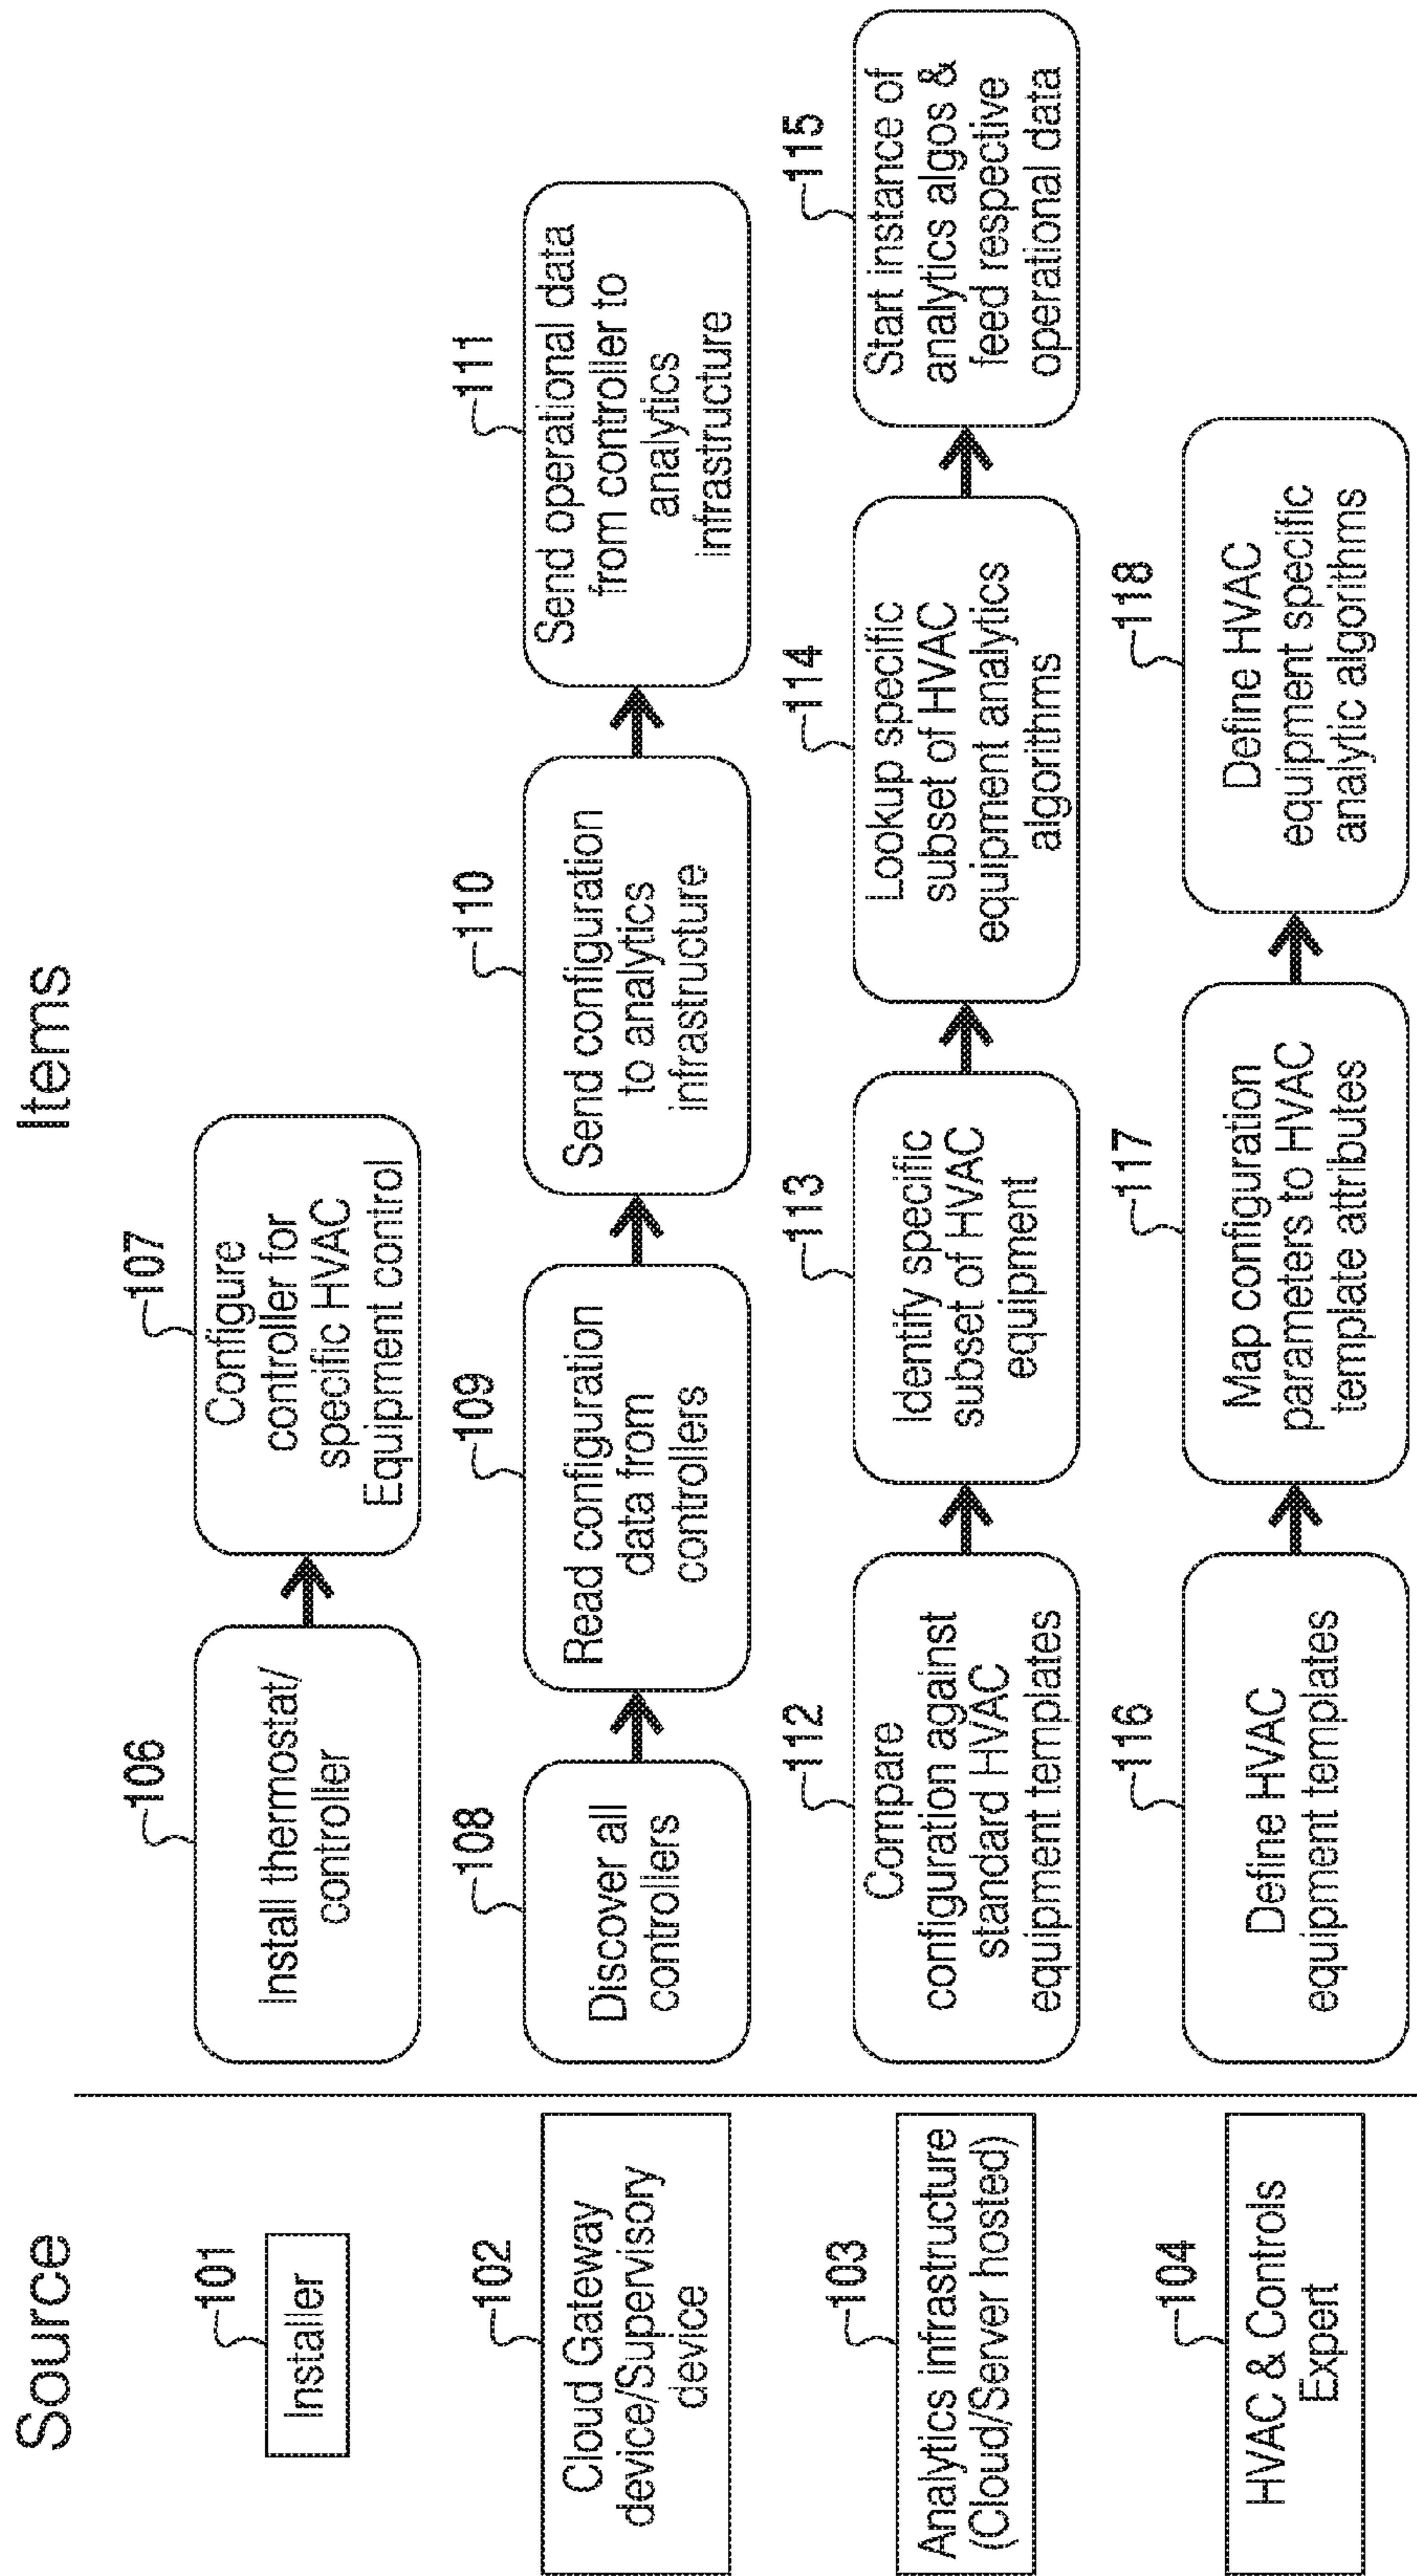 Source
Items
101
Installer
106
Install thermostat/
controller
107
Configure
controller for
specific HVAC
Equipment control
102
Cloud Gateway
device/Supervisory
device
108
Discover all
controllers
109
Read configuration
data from
controllers
110
Send configuration
to analytics
infrastructure
111
Send operational data
from controller to
analytics
infrastructure
103
Analytics infrastructure
(Cloud/Server hosted)
112
Compare
configuration against
standard HVAC
equipment templates
113
Identify specific
subset of HVAC
equipment
114
Lookup specific
subset of HVAC
equipment analytics
algorithms
115
Start instance of
analytics algos &
feed respective
operational data
104
HVAC & Controls
Expert
116
Define HVAC
equipment templates
117
Map configuration
parameters to HVAC
template attributes
118
Define HVAC
equipment specific
analytic algorithms